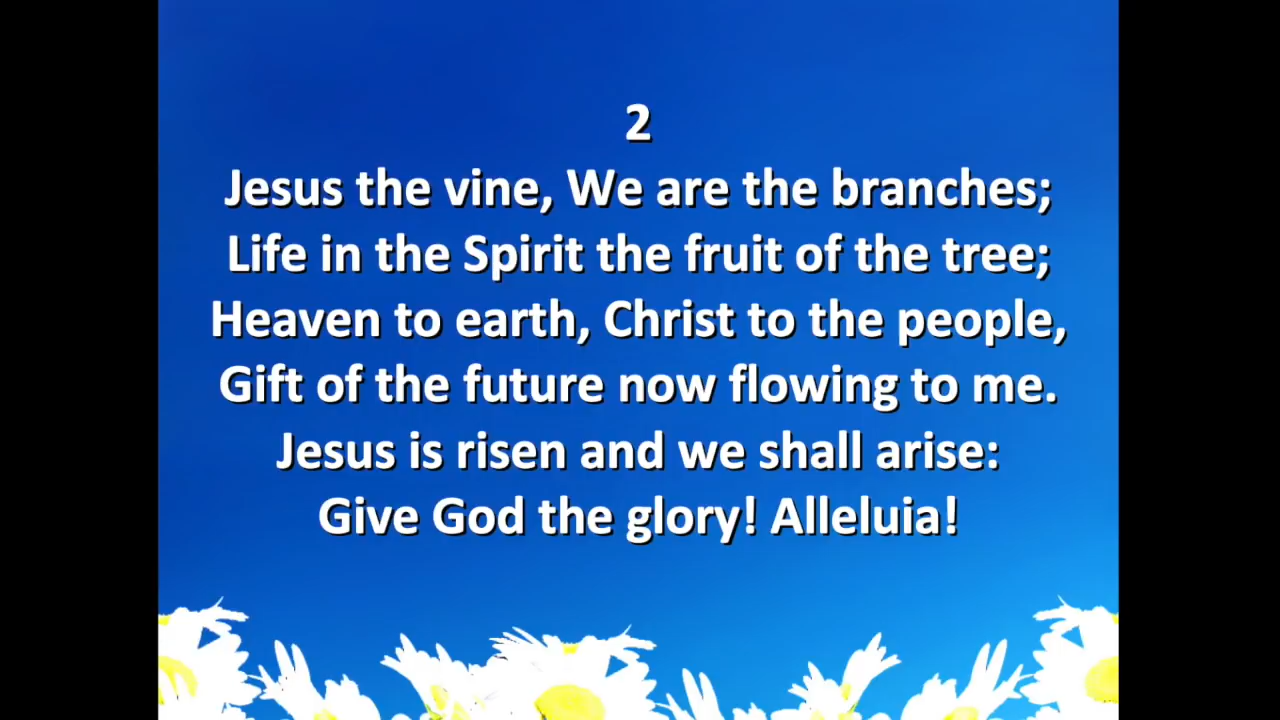 2
Jesus the vine, We are the branches;
Life in the Spirit the fruit of the tree;
Heaven to earth, Christ to the people,
Gift of the future now flowing to me.
Jesus is risen and we shall arise:
Give God the glory! Alleluia!